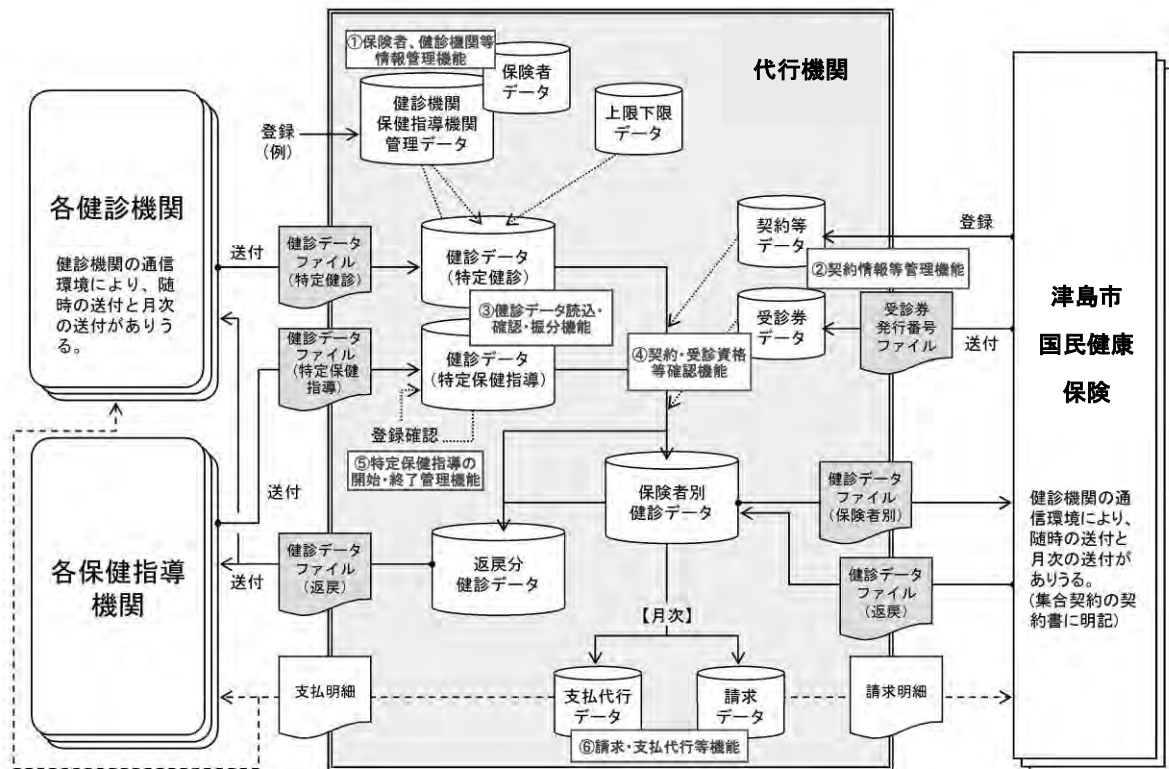 代行機関
①保険者、健診機関等
情報管理機能
保険者
データ
健診機関
保健指導機関
管理データ
上限下限
データ
登録
(例)
各健診機関
健診機関の通信
環境により、随
時の送付と月次
の送付がありう
る。
送付
健診データ
ファイル
(特定健診)
健診データ
(特定健診)
契約等
データ
登録
②契約情報等管理機能
③健診データ読込・
確認・振分機能
受診券
データ
受診券
発行番号
ファイル
送付
健診データ
ファイル
(特定保健
指導)
健診データ
(特定保健指導)
④契約・受診資格
等確認機能
津島市
国民健康
保険
登録確認
⑤特定保健指導の
開始・終了管理機能
送付
各保健指導
機関
保険者別
健診データ
健診データ
ファイル
(保険者別)
健診機関の通
信環境により、
随時の送付と
月次の送付が
ありうる。
(集合契約の契
約書に明記)
送付
健診データ
ファイル
(返戻)
返戻分
健診データ
健診データ
ファイル
(返戻)
【月次】
支払明細
支払代行
データ
請求
データ
請求明細
⑥請求・支払代行等機能